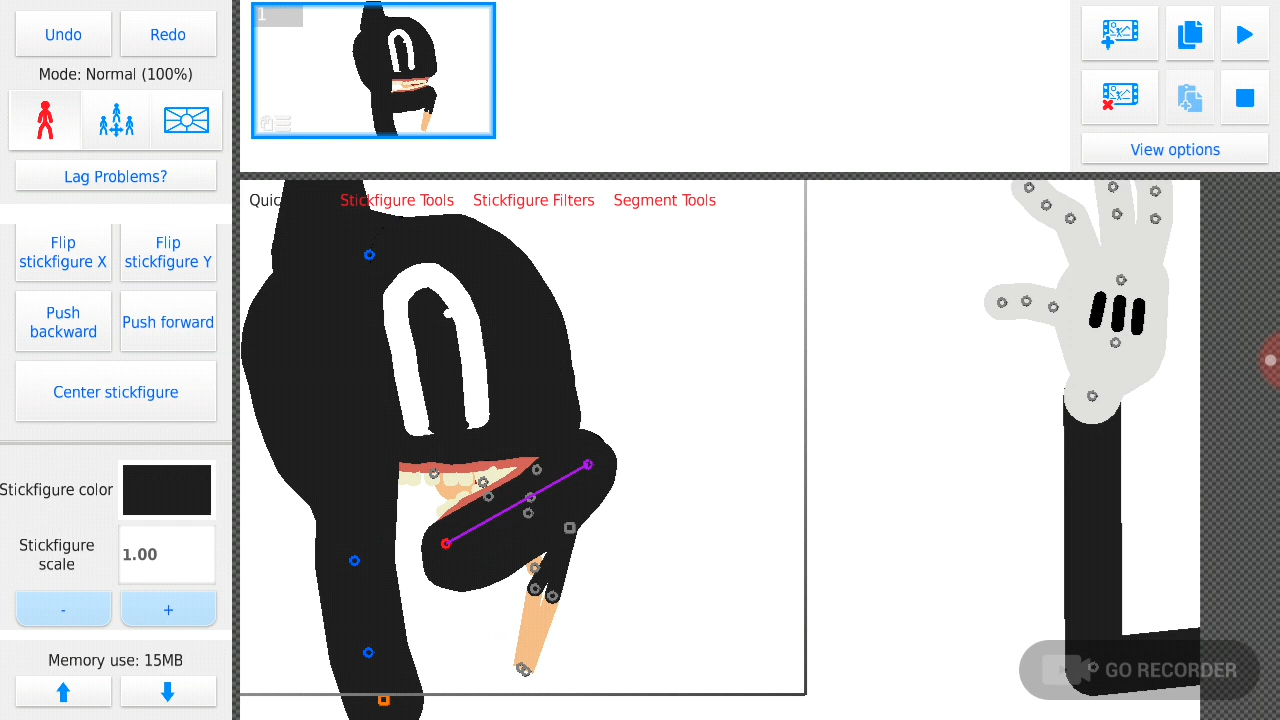 Undo
Redo
Mode: Normal (100%)
Lag Problems?
Flip stickfigure X
Flip stickfigure Y
Push backward
Push forward
Center stickfigure
Stickfigure color
Stickfigure scale
1.00
-
+
Memory use: 15MB
1
View options
Quic
Stickfigure Tools
Stickfigure Filters
Segment Tools
GO RECORDER